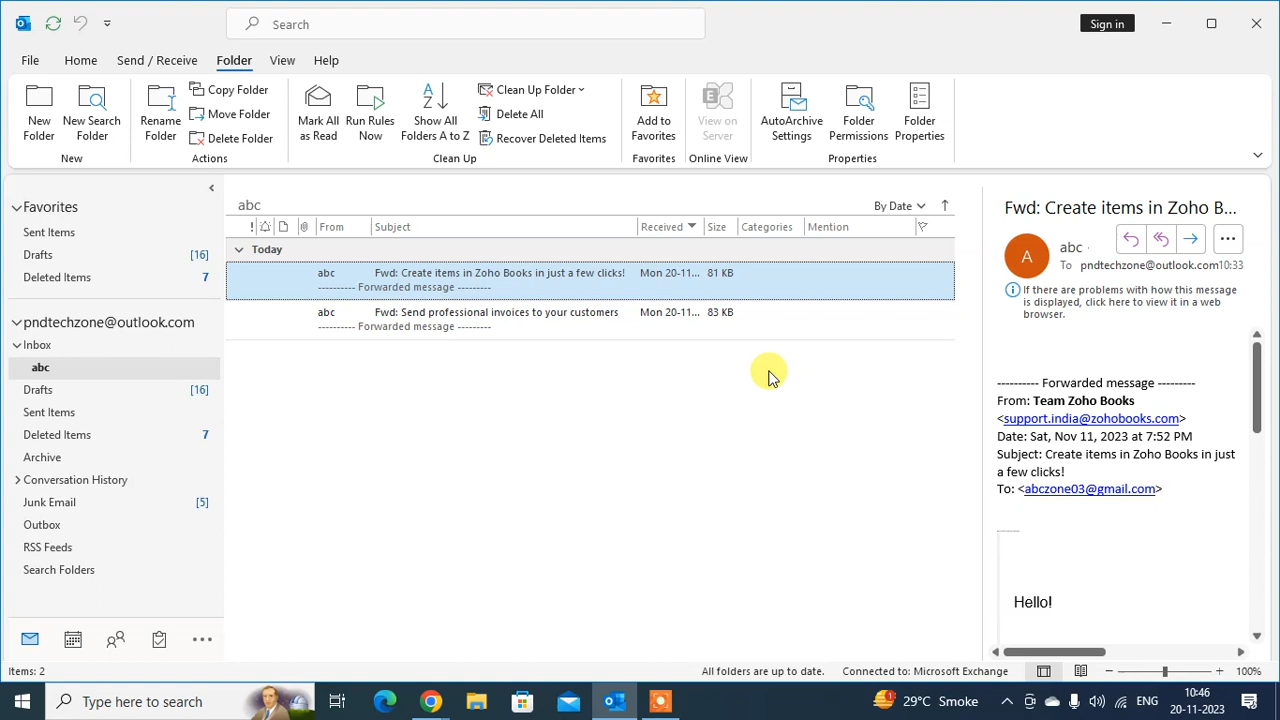 Search
Sign in
File Home Send / Receive Folder View Help
New Folder
New Search Folder
New
Rename Folder
Copy Folder
Move Folder
Delete Folder
Actions
Mark All as Read
Run Rules Now
Show All Folders A to Z
Clean Up Folder
Delete All
Recover Deleted Items
Clean Up
Add to Favorites
Favorites
View on Server
Online View
AutoArchive Settings
Folder Permissions
Folder Properties
Properties
Favorites
Sent Items
Drafts [16]
Deleted Items 7
pndtechzone@outlook.com
Inbox
abc
Drafts [16]
Sent Items
Deleted Items 7
Archive
Conversation History
Junk Email [5]
Outbox
RSS Feeds
Search Folders
abc
By Date
! From Subject Received Size Categories Mention
Today
abc Fwd: Create items in Zoho Books in just a few clicks! Mon 20-11... 81 KB
---------- Forwarded message ---------
abc Fwd: Send professional invoices to your customers Mon 20-11... 83 KB
---------- Forwarded message ---------
Fwd: Create items in Zoho B...
A
abc
To pndtechzone@outlook.com 10:33
If there are problems with how this message
is displayed, click here to view it in a web
browser.
---------- Forwarded message ---------
From: Team Zoho Books
<support.india@zohobooks.com>
Date: Sat, Nov 11, 2023 at 7:52 PM
Subject: Create items in Zoho Books in just
a few clicks!
To: <abczone03@gmail.com>
Hello!
Items: 2
All folders are up to date.
Connected to: Microsoft Exchange
100%
Type here to search
1
29°C Smoke
ENG
10:46
20-11-2023